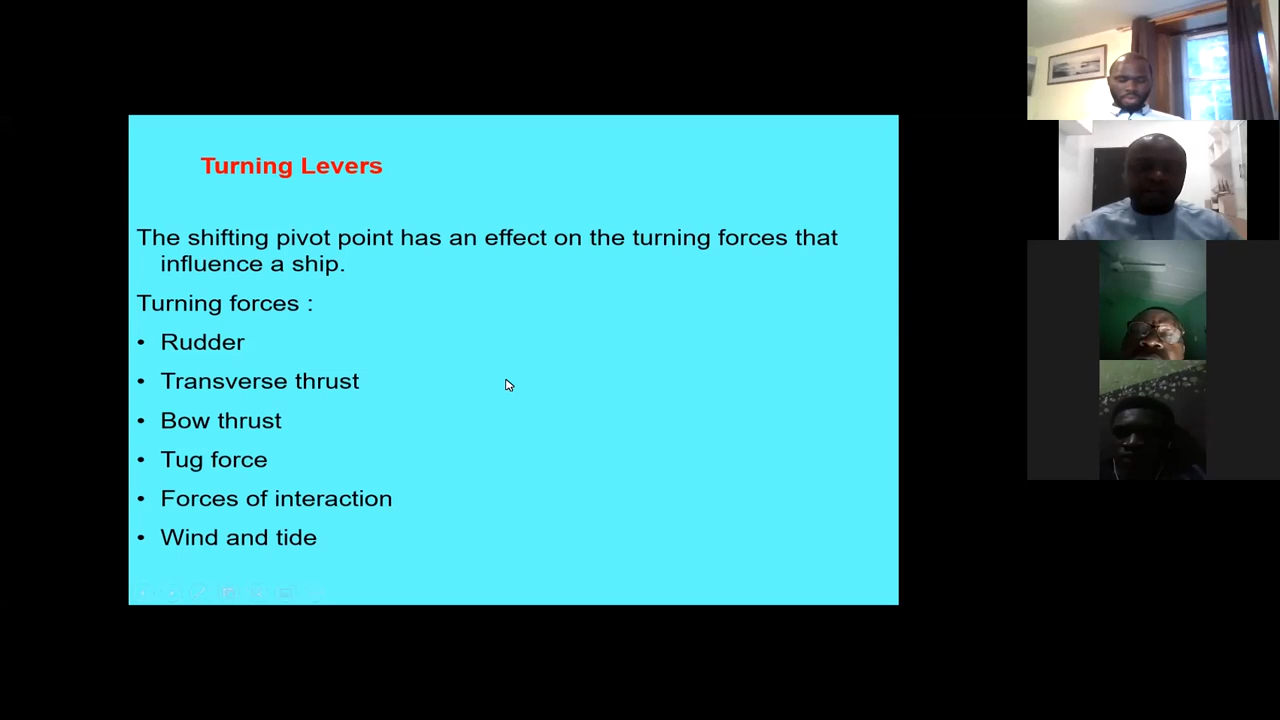 Turning Levers
The shifting pivot point has an effect on the turning forces that
influence a ship.
Turning forces :
• Rudder
• Transverse thrust
• Bow thrust
• Tug force
• Forces of interaction
• Wind and tide